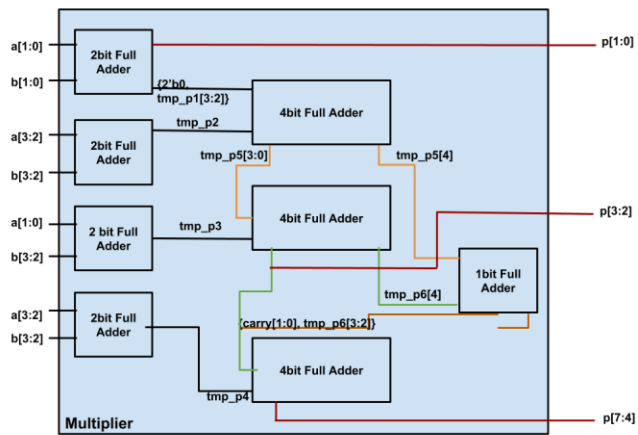 a[1:0]
b[1:0]
2bit Full
Adder
p[1:0]
{2'b0,
tmp_p1[3:2]}
4bit Full Adder
a[3:2]
b[3:2]
2bit Full
Adder
tmp_p2
tmp_p5[3:0]
tmp_p5[4]
a[1:0]
b[3:2]
2 bit Full
Adder
tmp_p3
4bit Full Adder
p[3:2]
1bit Full
Adder
tmp_p6[4]
a[3:2]
b[3:2]
2bit Full
Adder
{carry[1:0], tmp_p6[3:2]}
4bit Full Adder
tmp_p4
p[7:4]
Multiplier